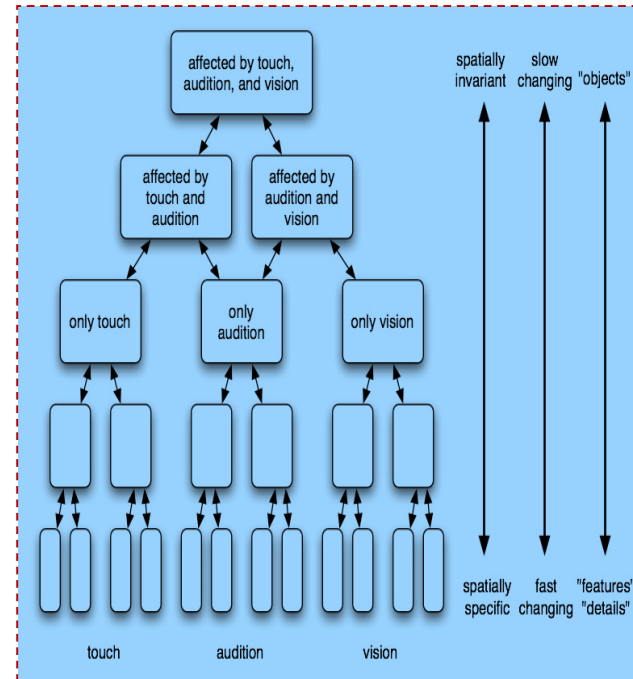 affected by touch,
audition, and vision
spatially
invariant
slow
changing
"objects"
affected by
touch and
audition
affected by
audition and
vision
only touch
only
audition
only vision
spatially
specific
fast
changing
"features"
"details"
touch
audition
vision